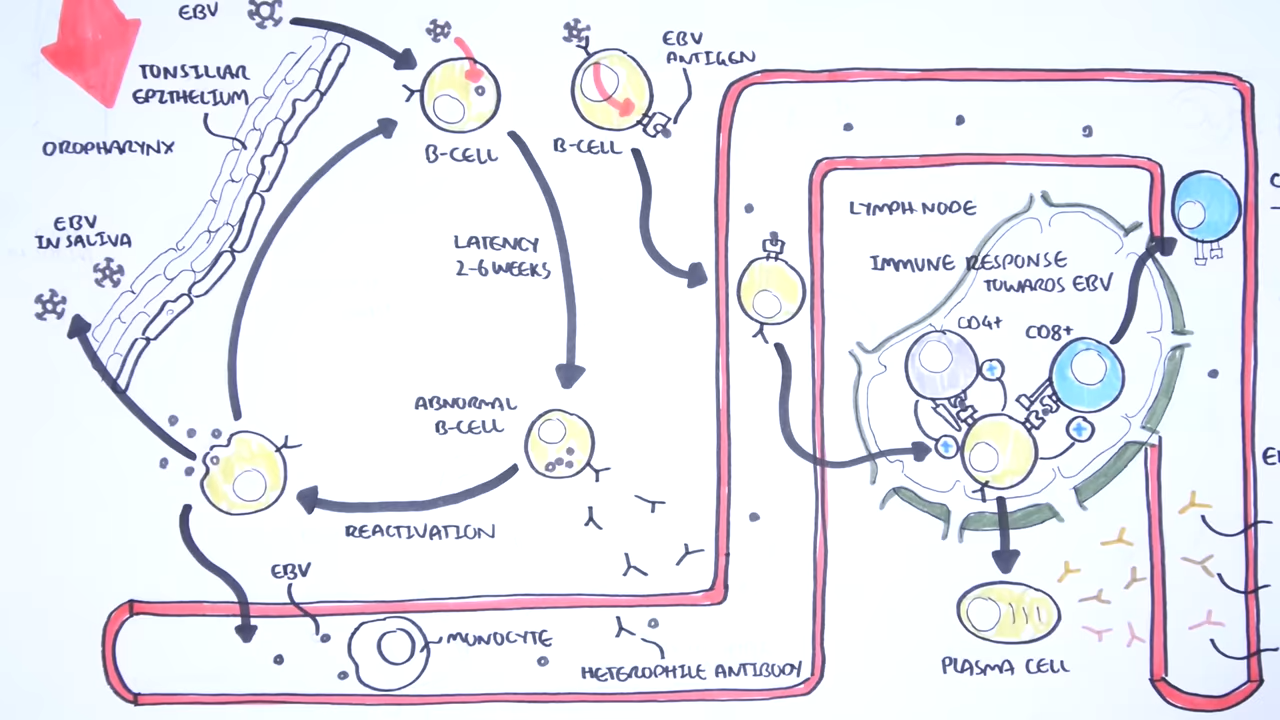 EBV
TONSILLAR
EPITHELIUM
OROPHARYNX
EBV
IN SALIVA
B-CELL
B-CELL
EBV
ANTIGEN
LATENCY
2-6 WEEKS
ABNORMAL
B-CELL
REACTIVATION
EBV
MONOCYTE
HETEROPHILE ANTIBODY
LYMPH NODE
IMMUNE RESPONSE
TOWARDS EBV
CD4+
CD8+
PLASMA CELL